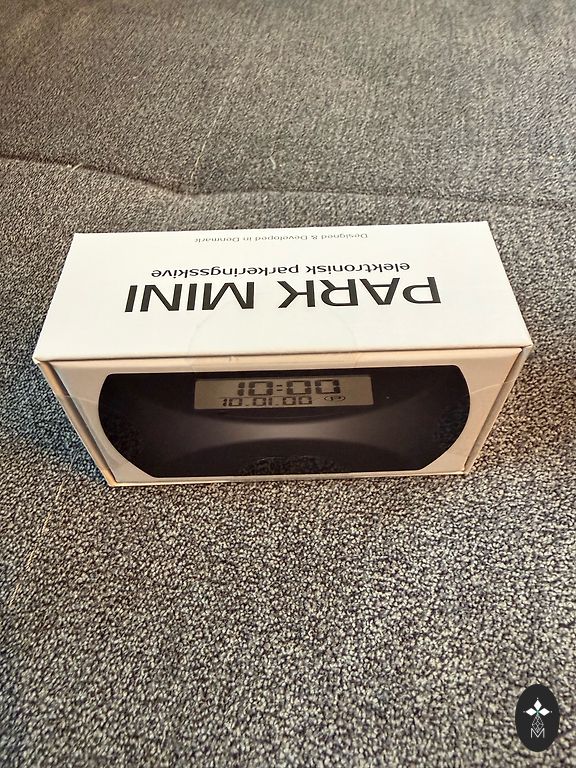 PARK MINI
elektronisk parkeringsskive
Designed & Developed in Denmark
10:00
10.01.00
M